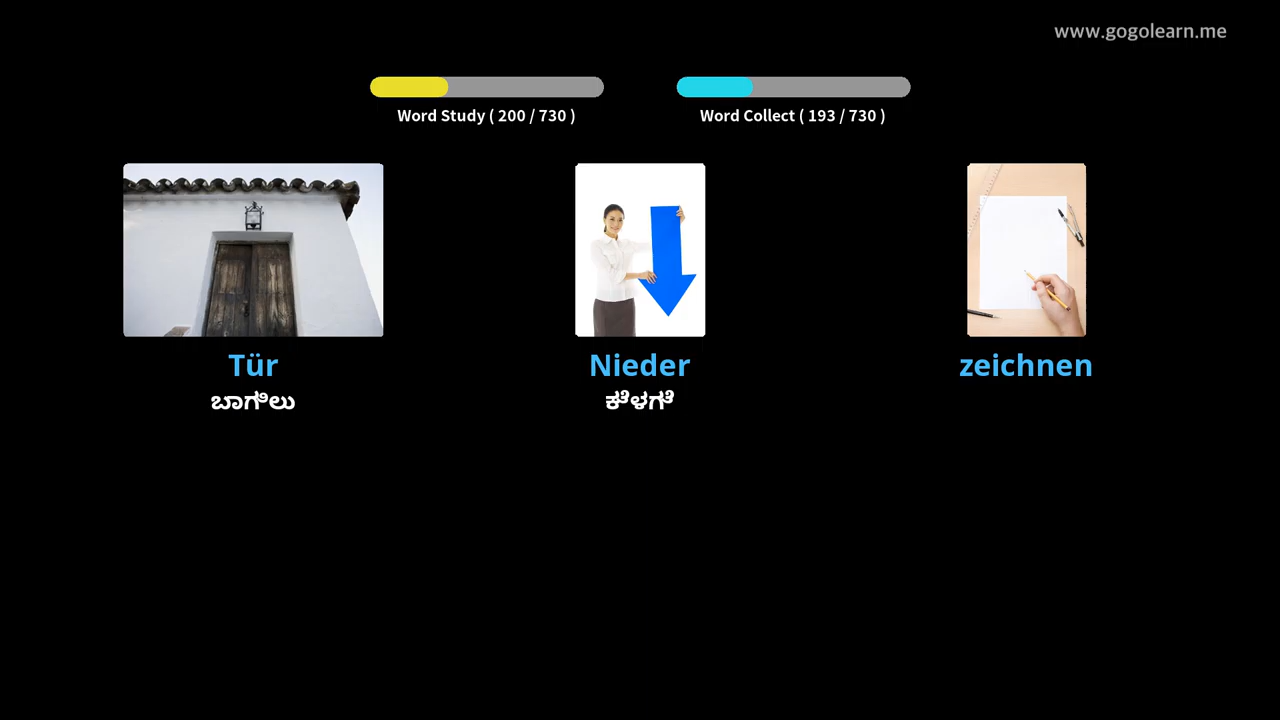 www.gogolearn.me
Word Study ( 200 / 730 )
Word Collect ( 193 / 730 )
Tür
Nieder
zeichnen
ಬಾಗಿಲು
ಕೆಳಗೆ